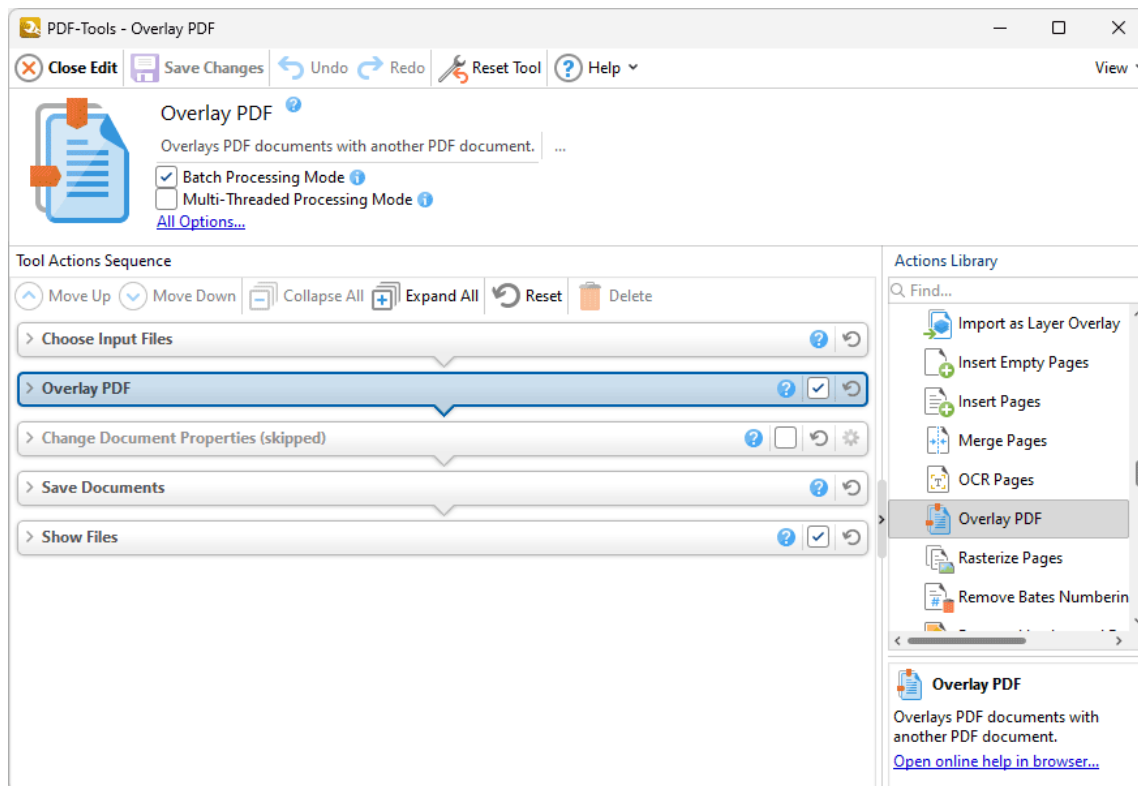 PDF-Tools - Overlay PDF
Close Edit Save Changes Undo Redo Reset Tool ? Help View
Overlay PDF ?
Overlays PDF documents with another PDF document. ...
Batch Processing Mode i
Multi-Threaded Processing Mode i
All Options...
Tool Actions Sequence
Move Up Move Down Collapse All Expand All Reset Delete
Choose Input Files ?
Overlay PDF ?
Change Document Properties (skipped) ?
Save Documents ?
Show Files ?
Actions Library
Find...
Import as Layer Overlay
Insert Empty Pages
Insert Pages
Merge Pages
OCR Pages
Overlay PDF
Rasterize Pages
Remove Bates Numberin
Overlay PDF
Overlays PDF documents with
another PDF document.
Open online help in browser...